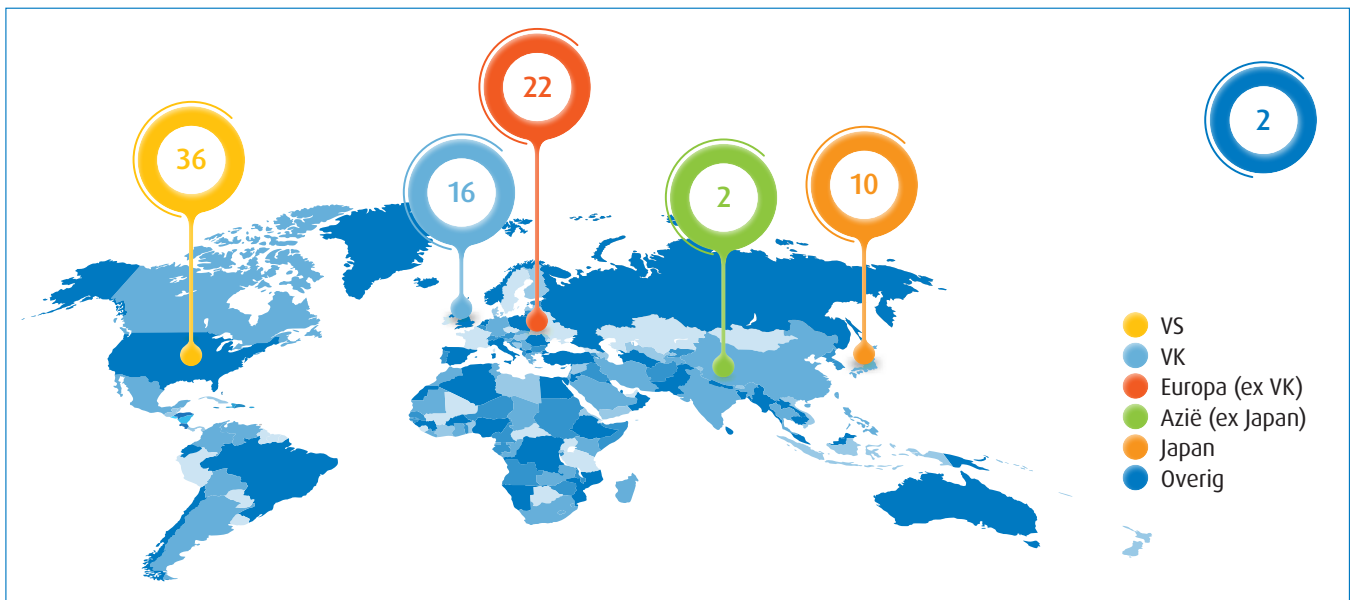 36
16
22
2
10
2
VS
VK
Europa (ex VK)
Azië (ex Japan)
Japan
Overig